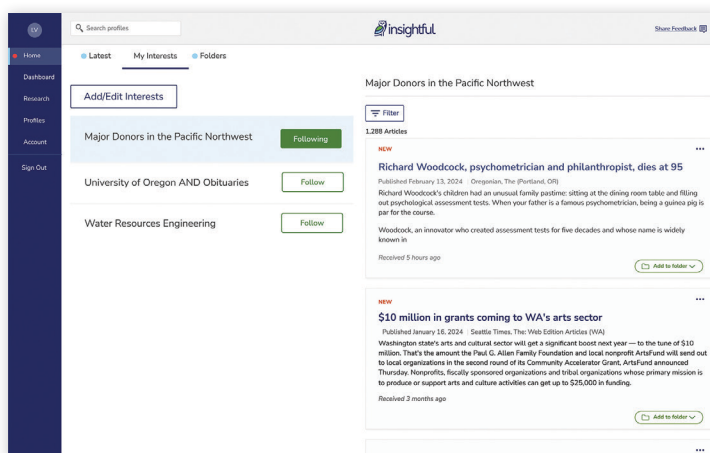 LV
Search profiles
insightful
Share Feedback
Home
Dashboard
Research
Profiles
Account
Sign Out
Latest
My Interests
Folders
Add/Edit Interests
Major Donors in the Pacific Northwest
Following
University of Oregon AND Obituaries
Follow
Water Resources Engineering
Follow
Major Donors in the Pacific Northwest
Filter
1,288 Articles
NEW
Richard Woodcock, psychometrician and philanthropist, dies at 95
Published February 13, 2024 | Oregonian, The (Portland, OR)
Richard Woodcock's children had an unusual family pastime: sitting at the dining room table and filling
out psychological assessment tests. When your father is a famous psychometrician, being a guinea pig is
par for the course.
Woodcock, an innovator who created assessment tests for five decades and whose name is widely
known in
Received 5 hours ago
Add to folder
NEW
$10 million in grants coming to WA's arts sector
Published January 16, 2024 | Seattle Times, The: Web Edition Articles (WA)
Washington state's arts and cultural sector will get a significant boost next year — to the tune of $10
million. That's the amount the Paul G. Allen Family Foundation and local nonprofit ArtsFund will send out
to local organizations in the second round of its Community Accelerator Grant, ArtsFund announced
Thursday. Nonprofits, fiscally sponsored organizations and tribal organizations whose primary mission is
to produce or support arts and culture activities can get up to $25,000 in funding.
Received 3 months ago
Add to folder